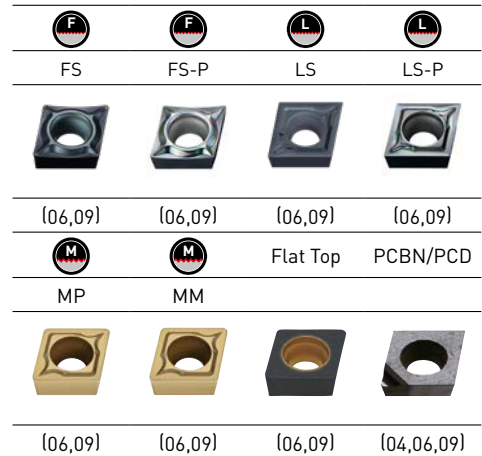 F F L L
FS FS-P LS LS-P
(06,09) (06,09) (06,09) (06,09)
M M Flat Top PCBN/PCD
MP MM
(06,09) (06,09) (06,09) (04,06,09)